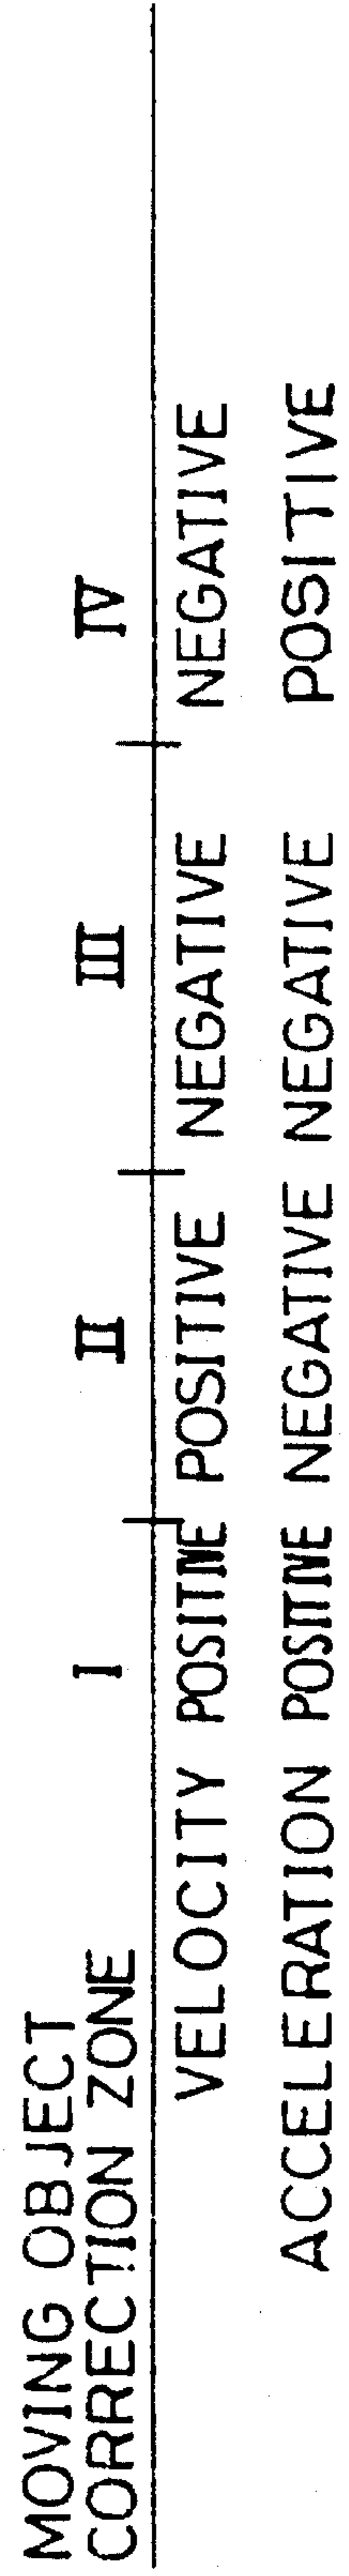 MOVING OBJECT
CORRECTION ZONE I II III IV
VELOCITY POSITIVE POSITIVE NEGATIVE NEGATIVE
ACCELERATION POSITIVE NEGATIVE NEGATIVE POSITIVE